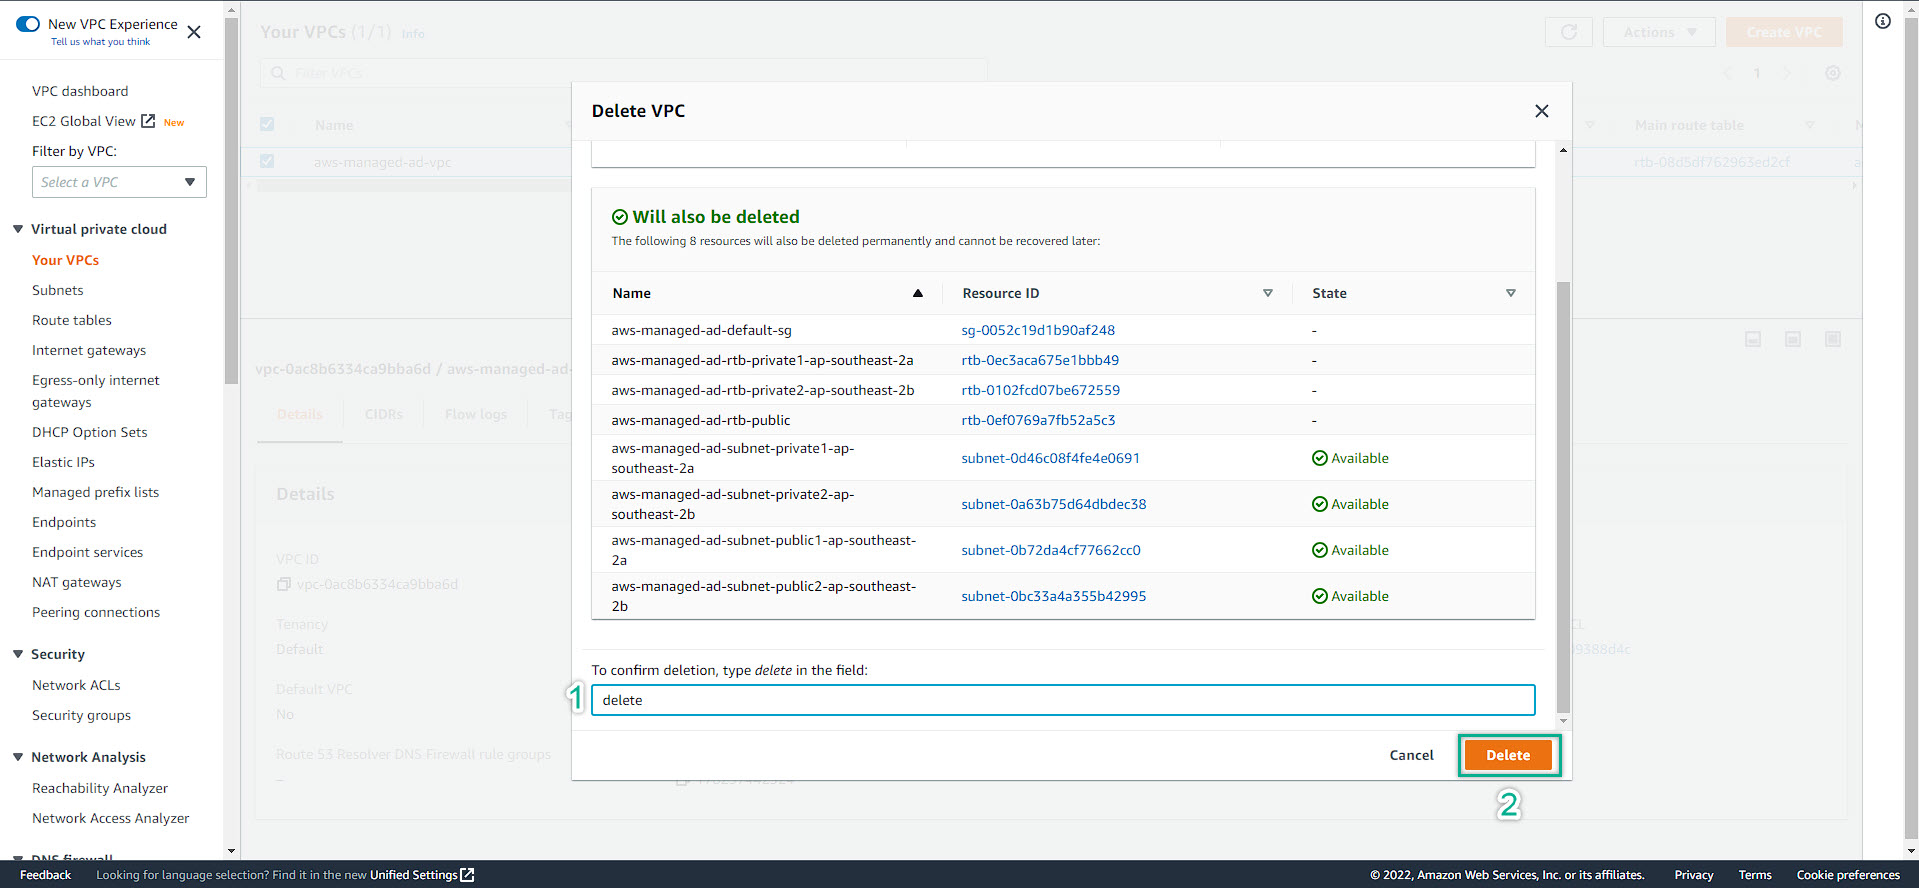 New VPC Experience
Tell us what you think
VPC dashboard
EC2 Global View New
Filter by VPC:
Select a VPC
Virtual private cloud
Your VPCs
Subnets
Route tables
Internet gateways
Egress-only internet
gateways
DHCP Option Sets
Elastic IPs
Managed prefix lists
Endpoints
Endpoint services
NAT gateways
Peering connections
Security
Network ACLs
Security groups
Network Analysis
Reachability Analyzer
Network Access Analyzer
DNS firewall
Your VPCs (1/1) Info
Actions
Create VPC
Filter VPCs
1
Name
Main route table
aws-managed-ad-vpc
rtb-08d5df762963ed2cf
vpc-0ac8b6334ca9bba6d / aws-managed-ad-
Details CIDRs Flow logs Tag
Details
VPC ID
vpc-0ac8b6334ca9bba6d
Tenancy
Default
Default VPC
No
Route 53 Resolver DNS Firewall rule groups
–
Delete VPC
Will also be deleted
The following 8 resources will also be deleted permanently and cannot be recovered later:
Name Resource ID State
aws-managed-ad-default-sg sg-0052c19d1b90af248 -
aws-managed-ad-rtb-private1-ap-southeast-2a rtb-0ec3aca675e1bbb49 -
aws-managed-ad-rtb-private2-ap-southeast-2b rtb-0102fcd07be672559 -
aws-managed-ad-rtb-public rtb-0ef0769a7fb52a5c3 -
aws-managed-ad-subnet-private1-ap-
southeast-2a subnet-0d46c08f4fe4e0691 Available
aws-managed-ad-subnet-private2-ap-
southeast-2b subnet-0a63b75d64dbdec38 Available
aws-managed-ad-subnet-public1-ap-southeast-
2a subnet-0b72da4cf77662cc0 Available
aws-managed-ad-subnet-public2-ap-southeast-
2b subnet-0bc33a4a355b42995 Available
To confirm deletion, type delete in the field:
1 delete
Cancel Delete
2
Feedback Looking for language selection? Find it in the new Unified Settings © 2022, Amazon Web Services, Inc. or its affiliates. Privacy Terms Cookie preferences